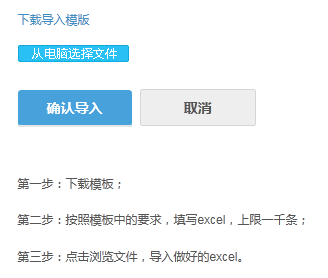 下载导入模版
从电脑选择文件
确认导入 取消
第一步：下载模板；
第二步：按照模板中的要求，填写excel，上限一千条；
第三步：点击浏览文件，导入做好的excel。